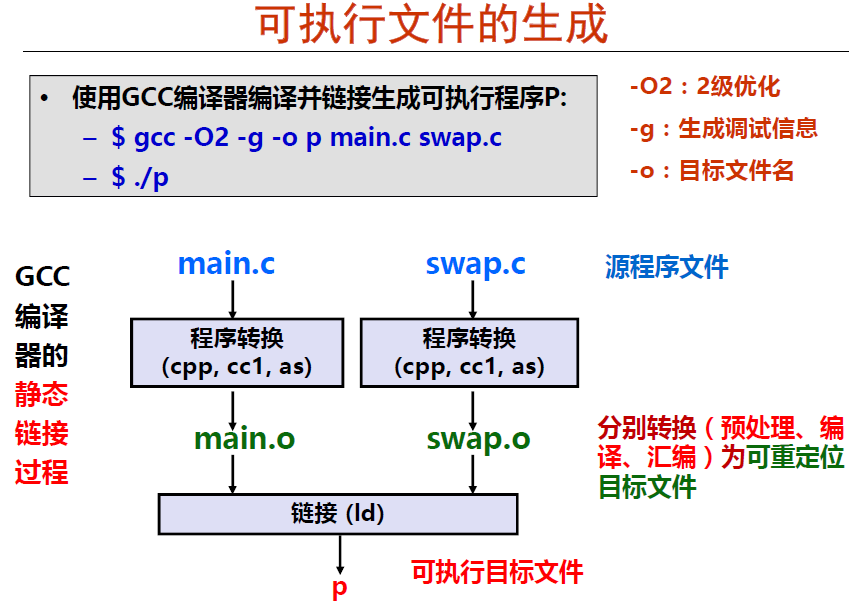 可执行文件的生成
• 使用GCC编译器编译并链接生成可执行程序P:
– $ gcc -O2 -g -o p main.c swap.c
– $ ./p
-O2：2级优化
-g：生成调试信息
-o：目标文件名
GCC
编译
器的
静态
链接
过程
main.c
swap.c
源程序文件
程序转换
(cpp, cc1, as)
程序转换
(cpp, cc1, as)
main.o
swap.o
分别转换（预处理、编
译、汇编）为可重定位
目标文件
链接 (ld)
可执行目标文件
p